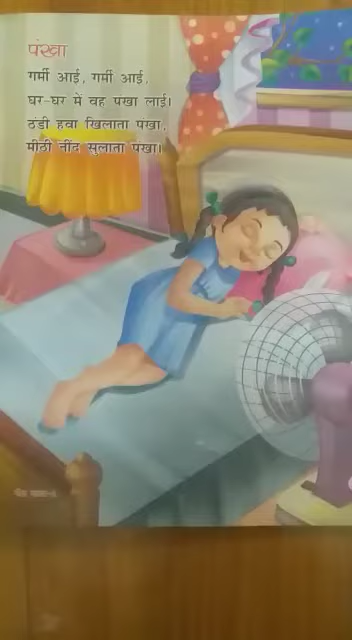 पंखा
गर्मी आई, गर्मी आई,
घर-घर में वह पंखा लाई।
ठंडी हवा खिलाता पंखा,
मीठी नींद सुलाता पंखा।